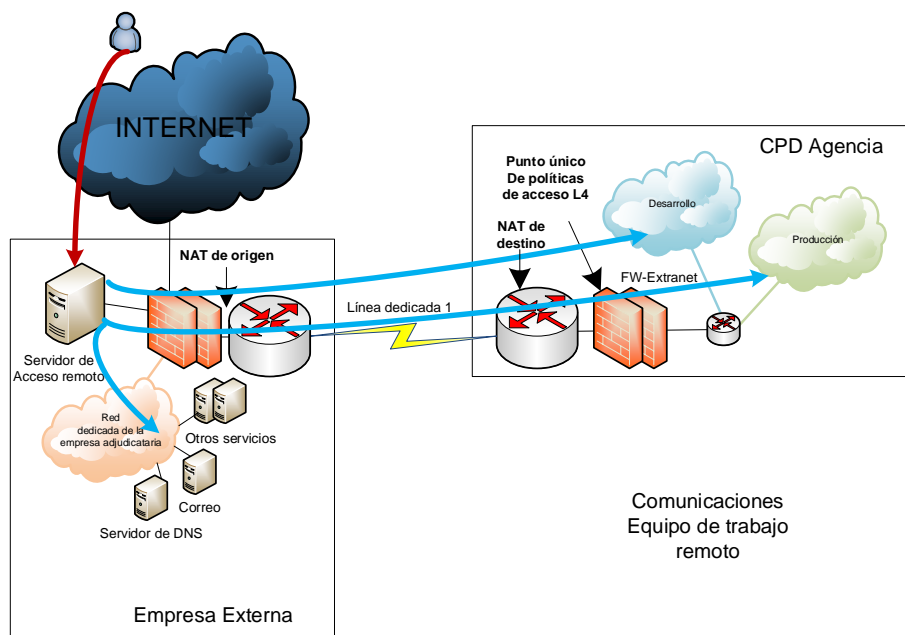 INTERNET
CPD Agencia
Punto único
De políticas
de acceso L4
Desarrollo
NAT de
destino
Producción
NAT de origen
FW-Extranet
Línea dedicada 1
Servidor de
Acceso remoto
Red
dedicada de la
empresa adjudicataria
Otros servicios
Correo
Servidor de DNS
Comunicaciones
Equipo de trabajo
remoto
Empresa Externa